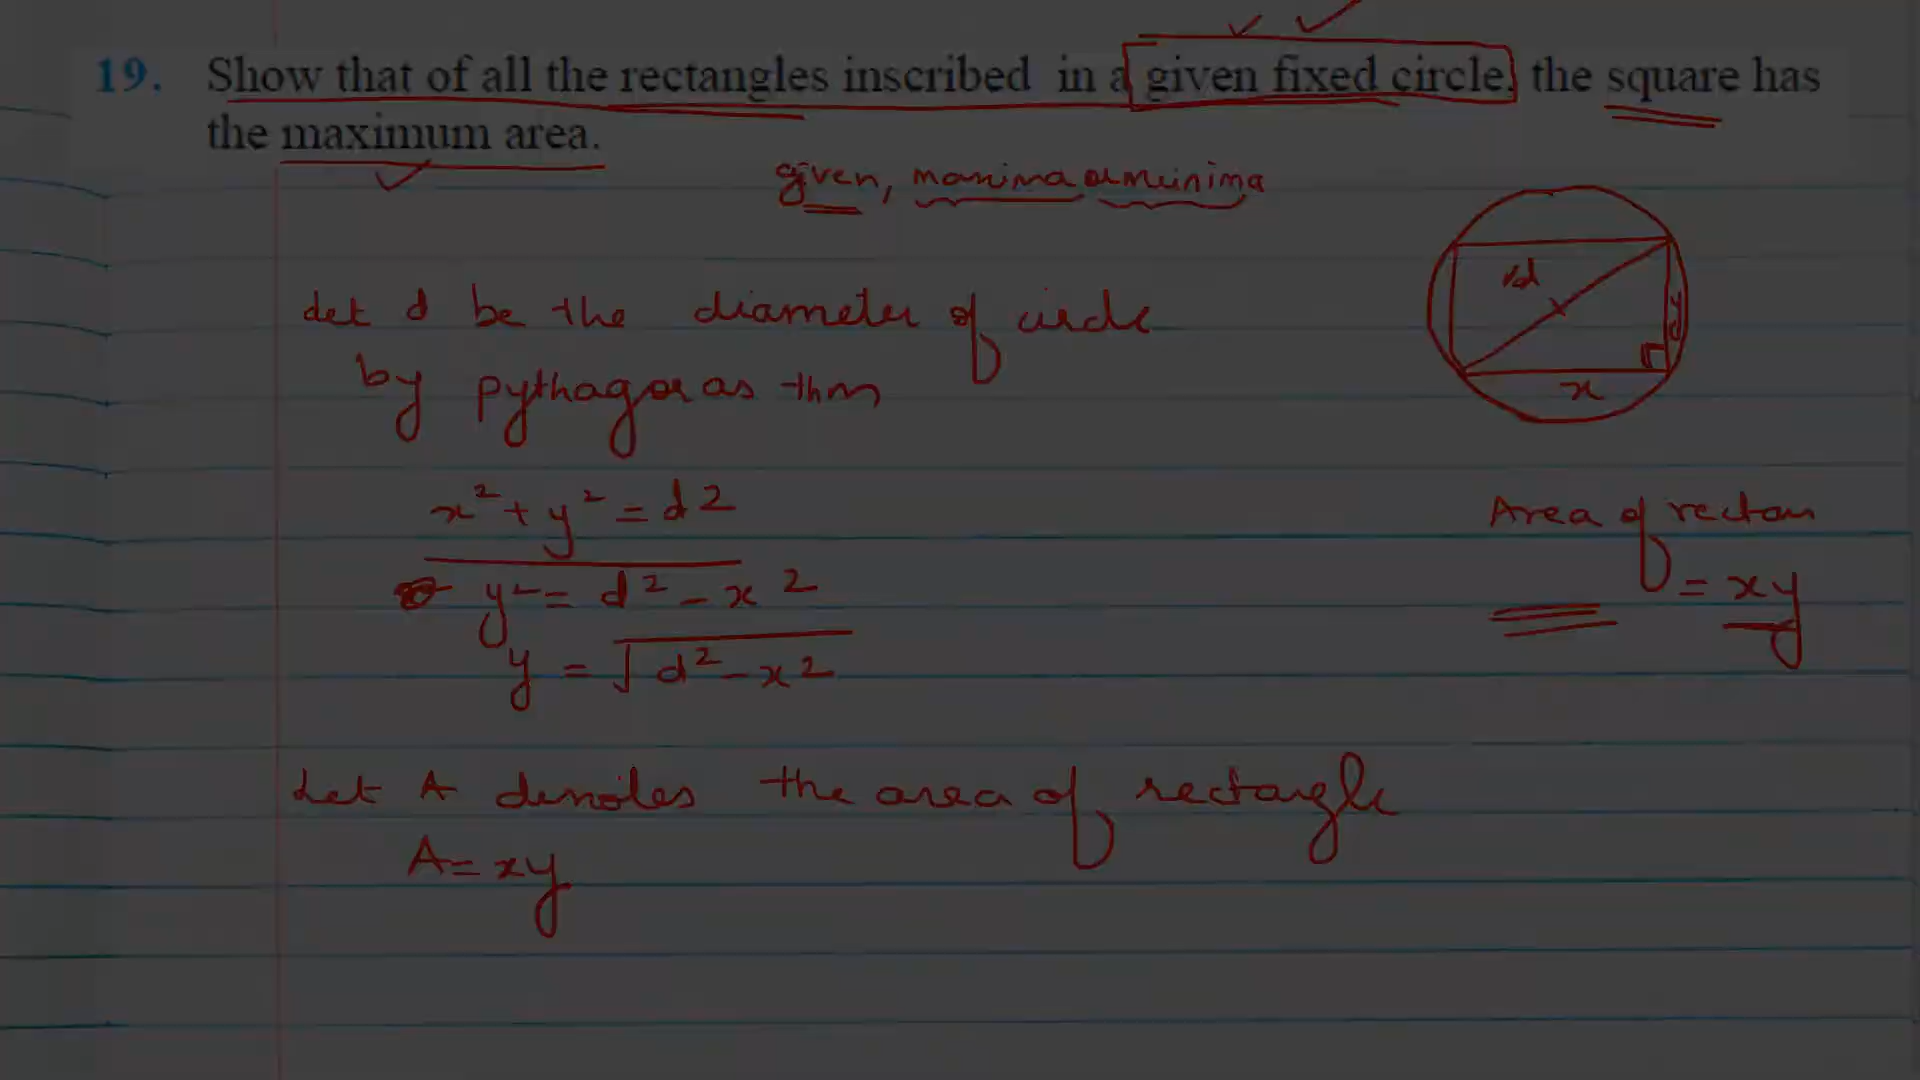 19. Show that of all the rectangles inscribed in a given fixed circle, the square has
the maximum area.
given, maxima or minima
Let d be the diameter of circle
by pythagoras thm
x² + y² = d²
y² = d² - x²
y = √d² - x²
d
y
x
Area of rectan
= xy
Let A denotes the area of rectangle
A = xy